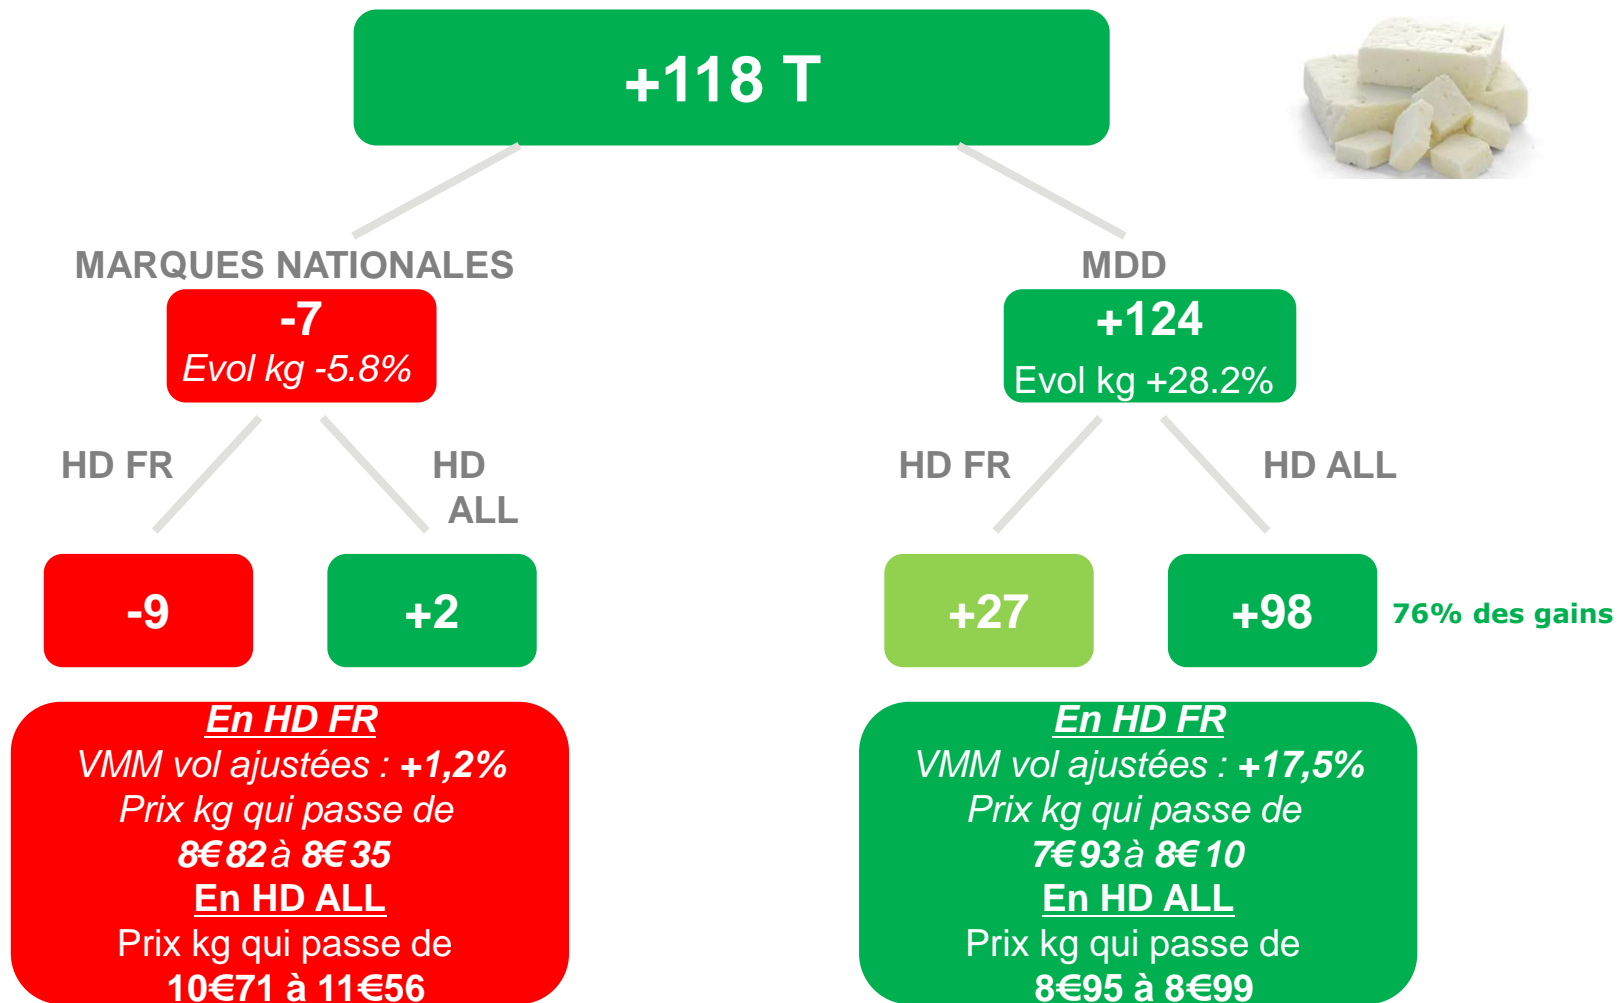 +118 T
MARQUES NATIONALES
-7
Evol kg -5.8%
MDD
+124
Evol kg +28.2%
HD FR
HD
ALL
HD FR
HD ALL
-9
+2
+27
+98
76% des gains
En HD FR
VMM vol ajustées : +1,2%
Prix kg qui passe de
8€82 à 8€35
En HD ALL
Prix kg qui passe de
10€71 à 11€56
En HD FR
VMM vol ajustées : +17,5%
Prix kg qui passe de
7€93 à 8€10
En HD ALL
Prix kg qui passe de
8€95 à 8€99